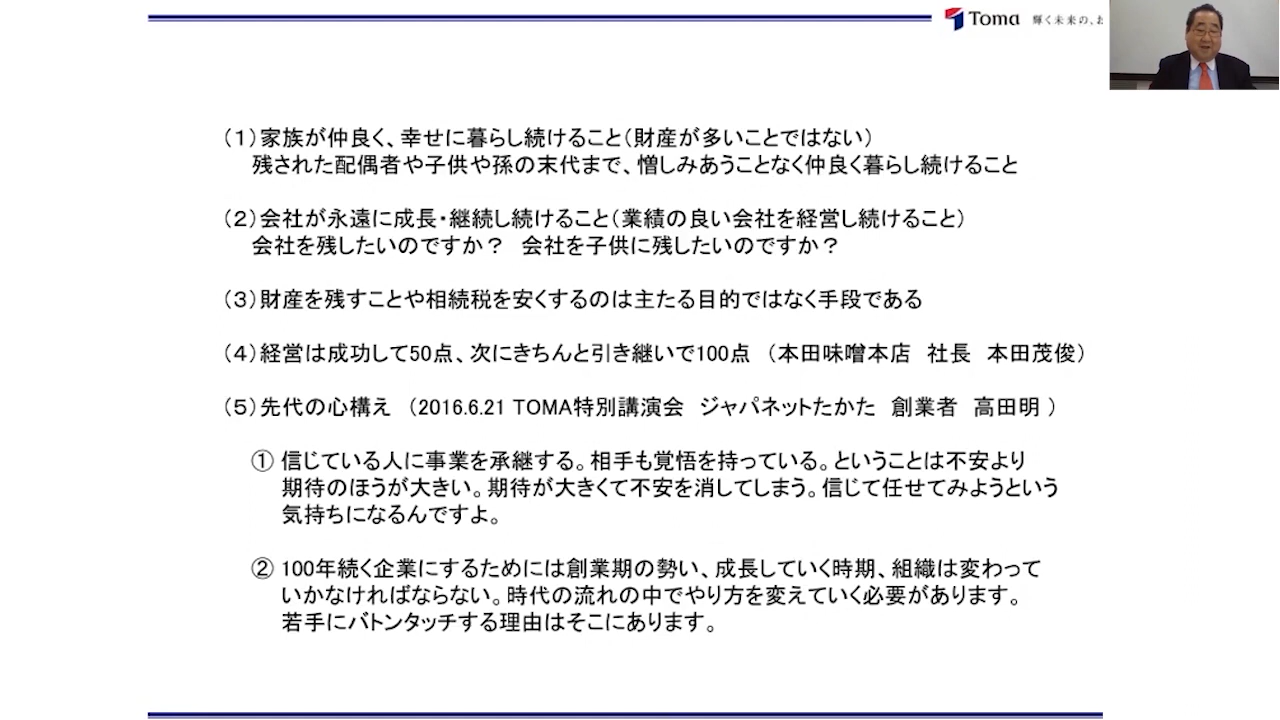 Toma 輝く未来の、お
（１）家族が仲良く、幸せに暮らし続けること（財産が多いことではない）
残された配偶者や子供や孫の末代まで、憎しみあうことなく仲良く暮らし続けること
（２）会社が永遠に成長・継続し続けること（業績の良い会社を経営し続けること）
会社を残したいのですか？　会社を子供に残したいのですか？
（３）財産を残すことや相続税を安くするのは主たる目的ではなく手段である
（４）経営は成功して50点、次にきちんと引き継いで100点　（本田味噌本店　社長　本田茂俊）
（５）先代の心構え　（2016.6.21 TOMA特別講演会　ジャパネットたかた　創業者　高田明 ）
① 信じている人に事業を承継する。相手も覚悟を持っている。ということは不安より
期待のほうが大きい。期待が大きくて不安を消してしまう。信じて任せてみようという
気持ちになるんですよ。
② 100年続く企業にするためには創業期の勢い、成長していく時期、組織は変わって
いかなければならない。時代の流れの中でやり方を変えていく必要があります。
若手にバトンタッチする理由はそこにあります。